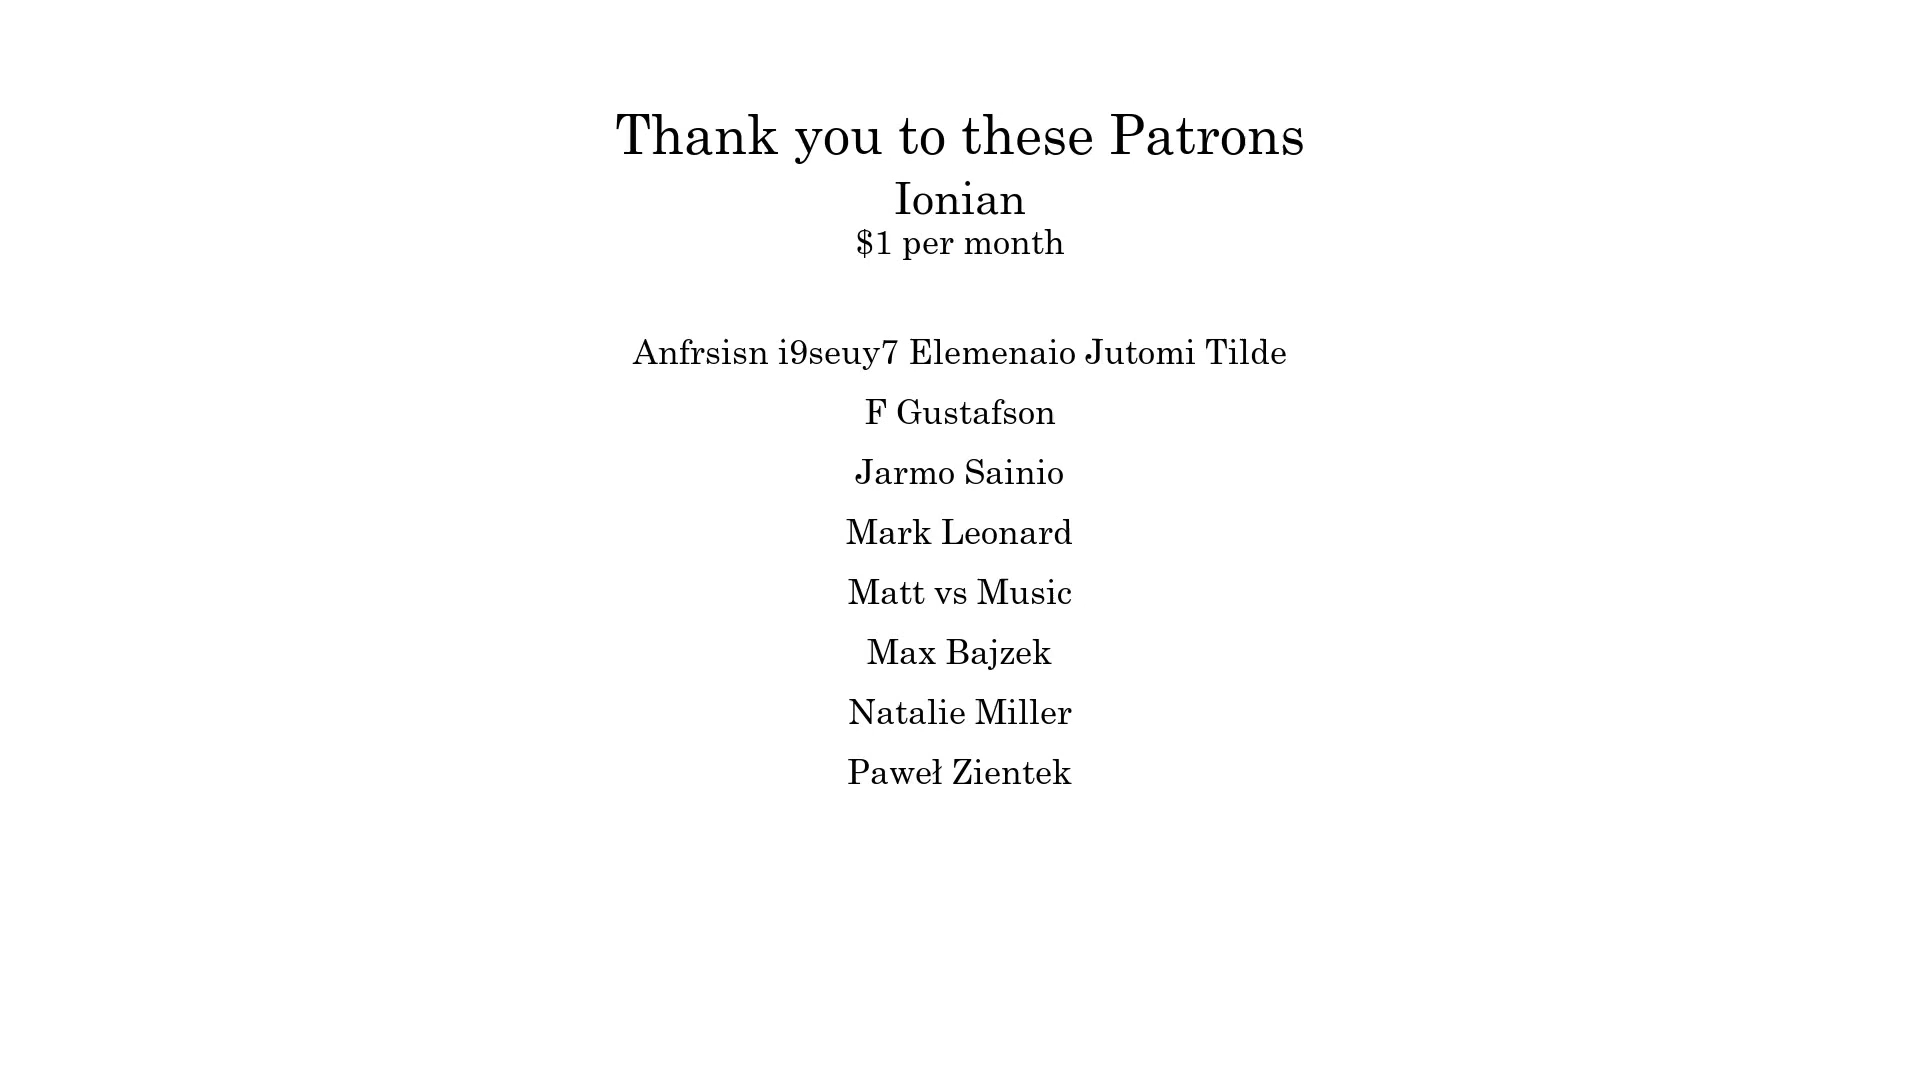 Thank you to these Patrons
Ionian
$1 per month
Anfrsisn i9seuy7 Elemenaio Jutomi Tilde
F Gustafson
Jarmo Sainio
Mark Leonard
Matt vs Music
Max Bajzek
Natalie Miller
Paweł Zientek